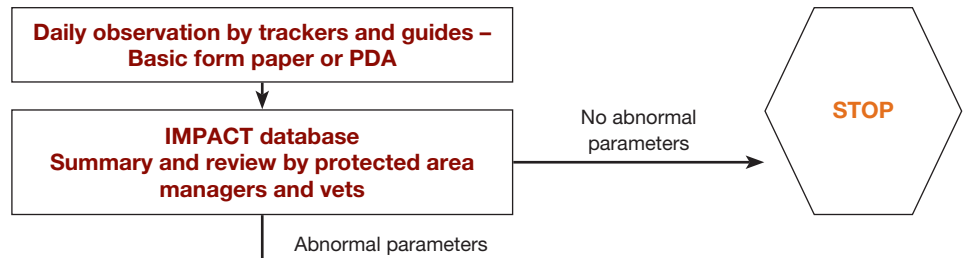 Daily observation by trackers and guides –
Basic form paper or PDA
IMPACT database
Summary and review by protected area
managers and vets
No abnormal
parameters
STOP
Abnormal parameters